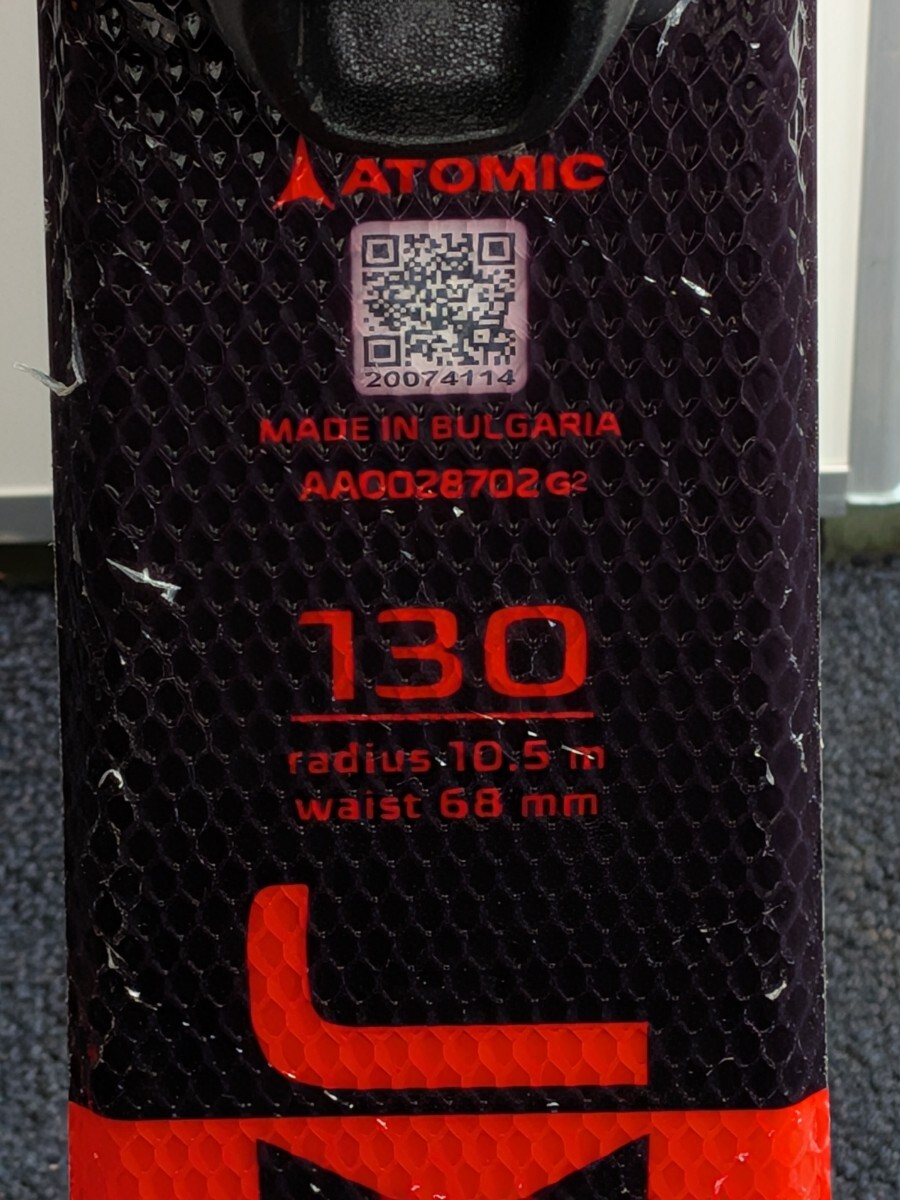 ATOMIC
20074114
MADE IN BULGARIA
AA0028702 G2
130
radius 10.5 m
waist 68 mm
J